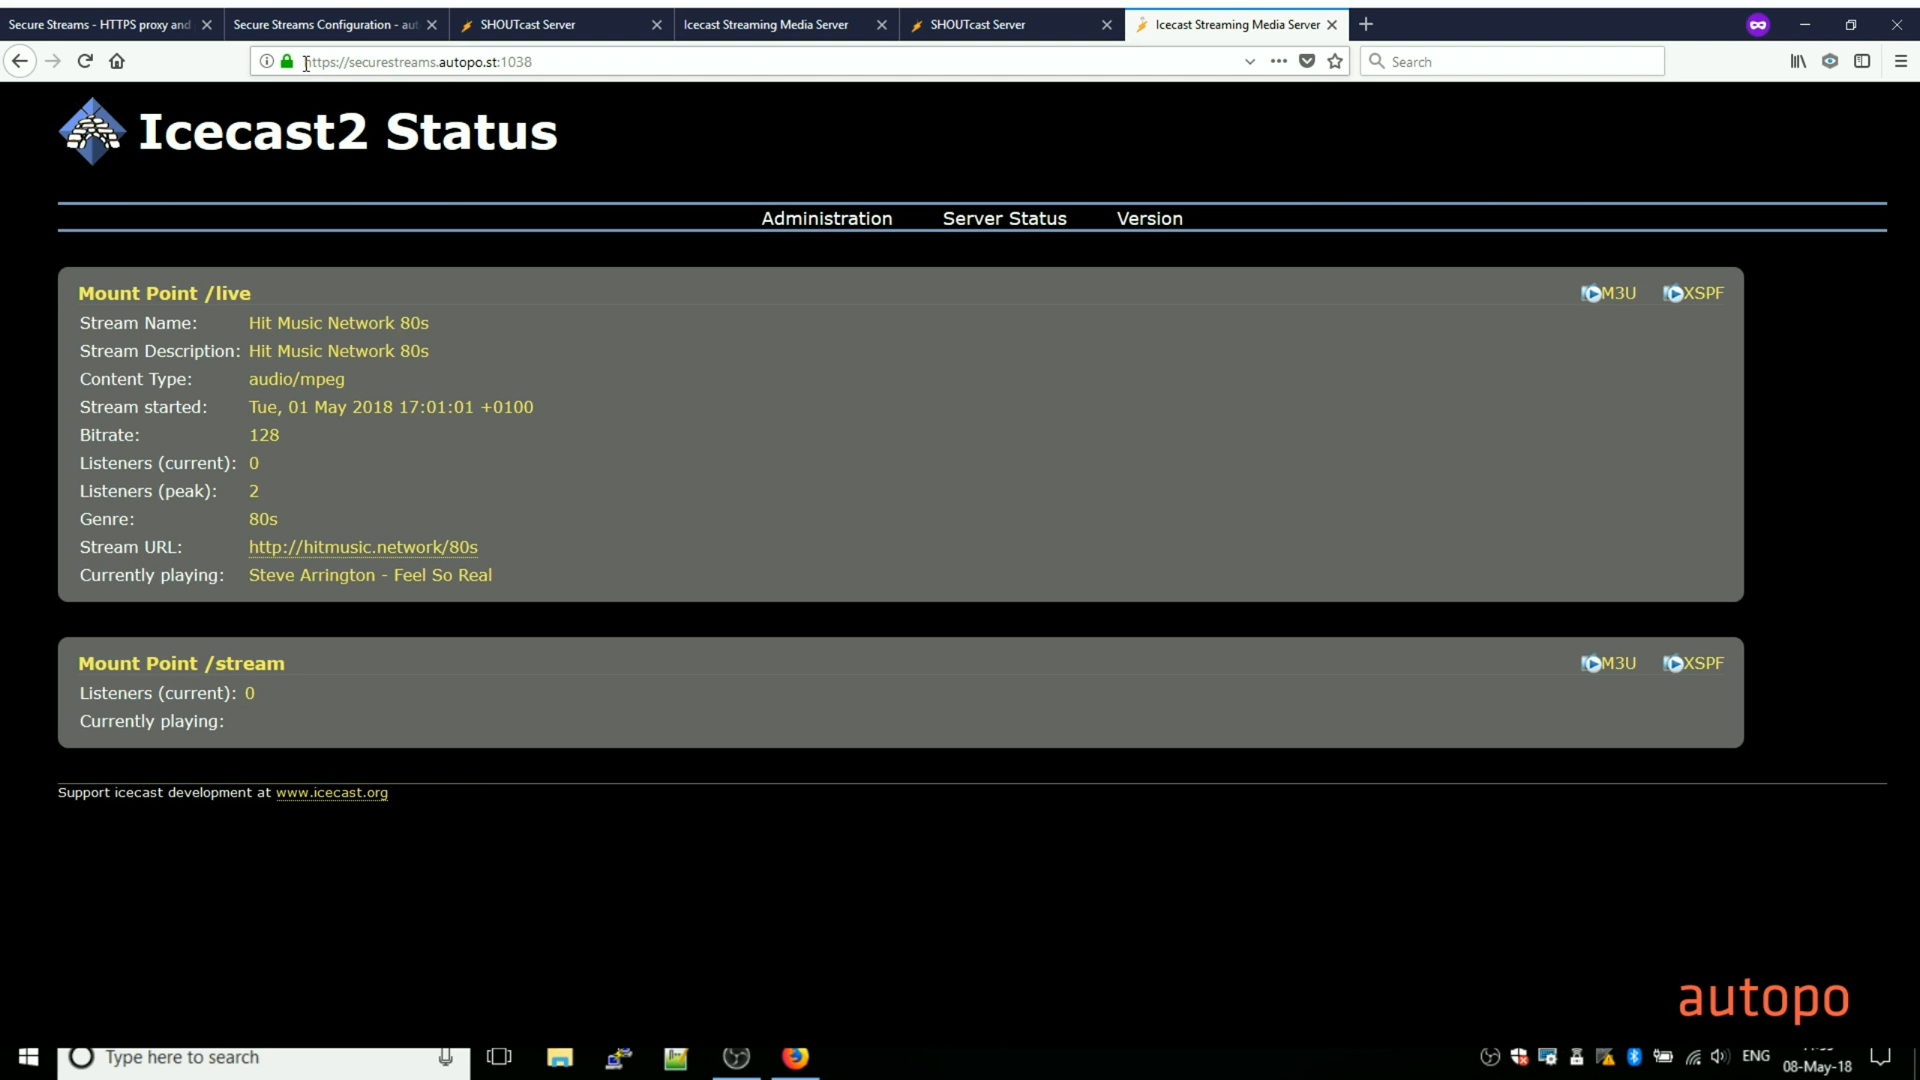 Secure Streams - HTTPS proxy and
Secure Streams Configuration - aut
SHOUTcast Server
Icecast Streaming Media Server
SHOUTcast Server
Icecast Streaming Media Server
https://securestreams.autopo.st:1038
Search
Icecast2 Status
Administration Server Status Version
Mount Point /live M3U XSPF
Stream Name: Hit Music Network 80s
Stream Description: Hit Music Network 80s
Content Type: audio/mpeg
Stream started: Tue, 01 May 2018 17:01:01 +0100
Bitrate: 128
Listeners (current): 0
Listeners (peak): 2
Genre: 80s
Stream URL: http://hitmusic.network/80s
Currently playing: Steve Arrington - Feel So Real
Mount Point /stream M3U XSPF
Listeners (current): 0
Currently playing:
Support icecast development at www.icecast.org
autopo
Type here to search
ENG
08-May-18